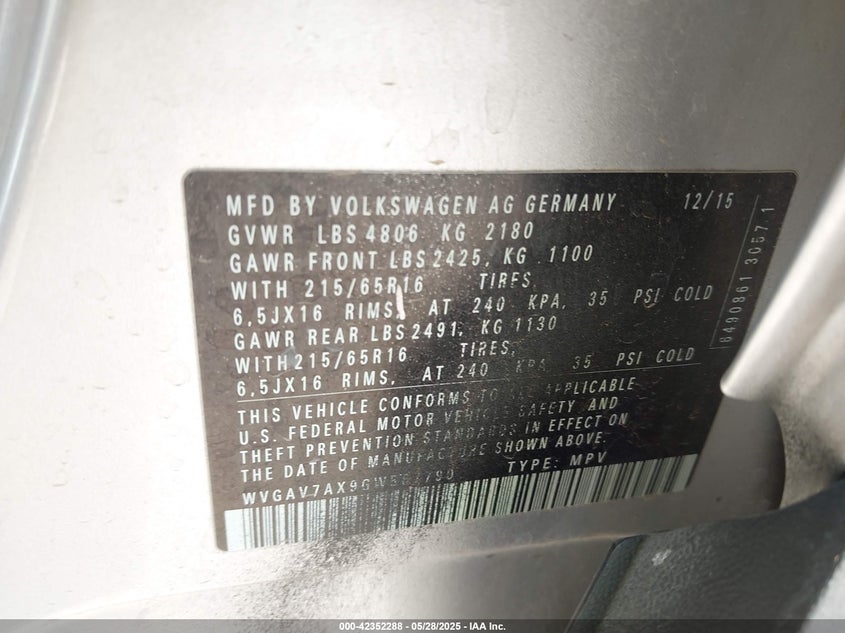 MFD BY VOLKSWAGEN AG GERMANY 12/15
GVWR LBS 4806 KG 2180
GAWR FRONT LBS 2425, KG 1100
WITH 215/65R16 TIRES,
6,5JX16 RIMS, AT 240 KPA, 35 PSI COLD
GAWR REAR LBS 2491, KG 1130
WITH 215/65R16 TIRES,
6,5JX16 RIMS, AT 240 KPA, 35 PSI COLD
THIS VEHICLE CONFORMS TO ALL APPLICABLE
U.S. FEDERAL MOTOR VEHICLE SAFETY AND
THEFT PREVENTION STANDARDS IN EFFECT ON
THE DATE OF MANUFACTURE SHOWN ABOVE.
TYPE: MPV
6490861 3057 1
000-42352288 - 05/28/2025 - IAA Inc.